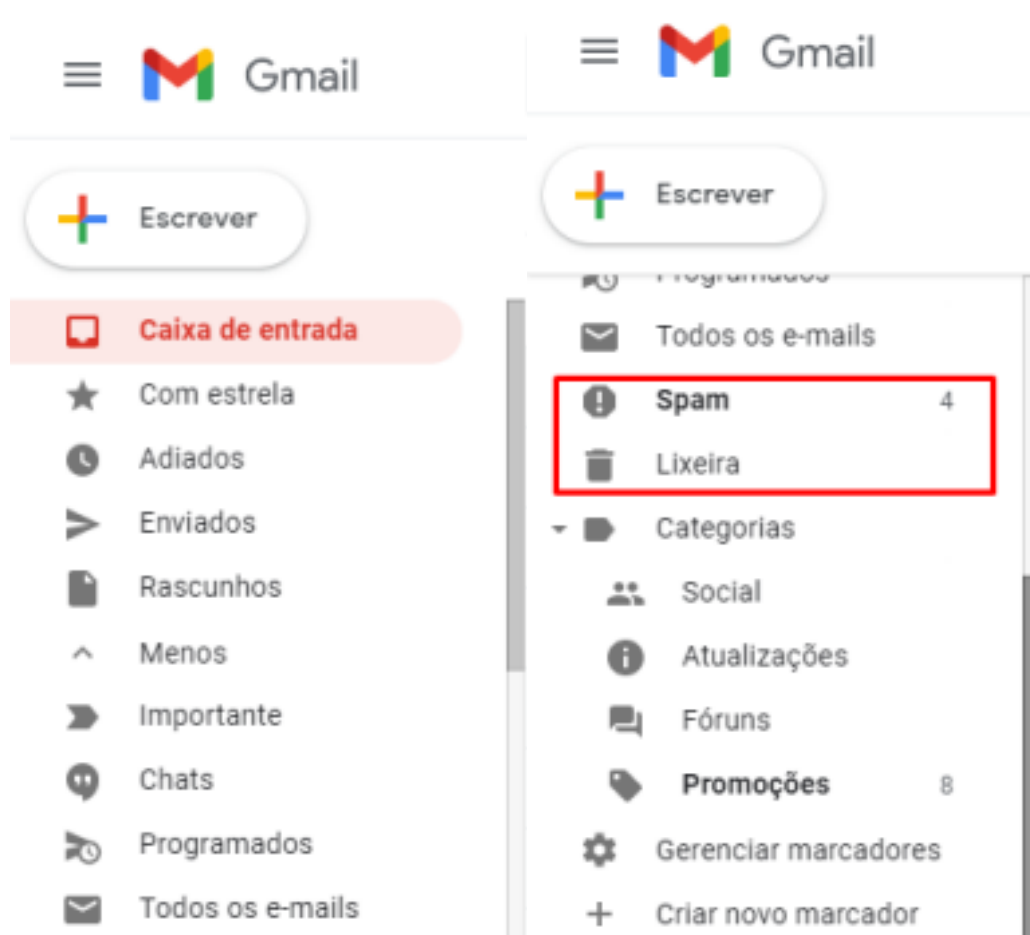 Gmail
Escrever
Caixa de entrada
Com estrela
Adiados
Enviados
Rascunhos
Menos
Importante
Chats
Programados
Todos os e-mails
Gmail
Escrever
Programados
Todos os e-mails
Spam 4
Lixeira
Categorias
Social
Atualizações
Fóruns
Promoções 8
Gerenciar marcadores
Criar novo marcador